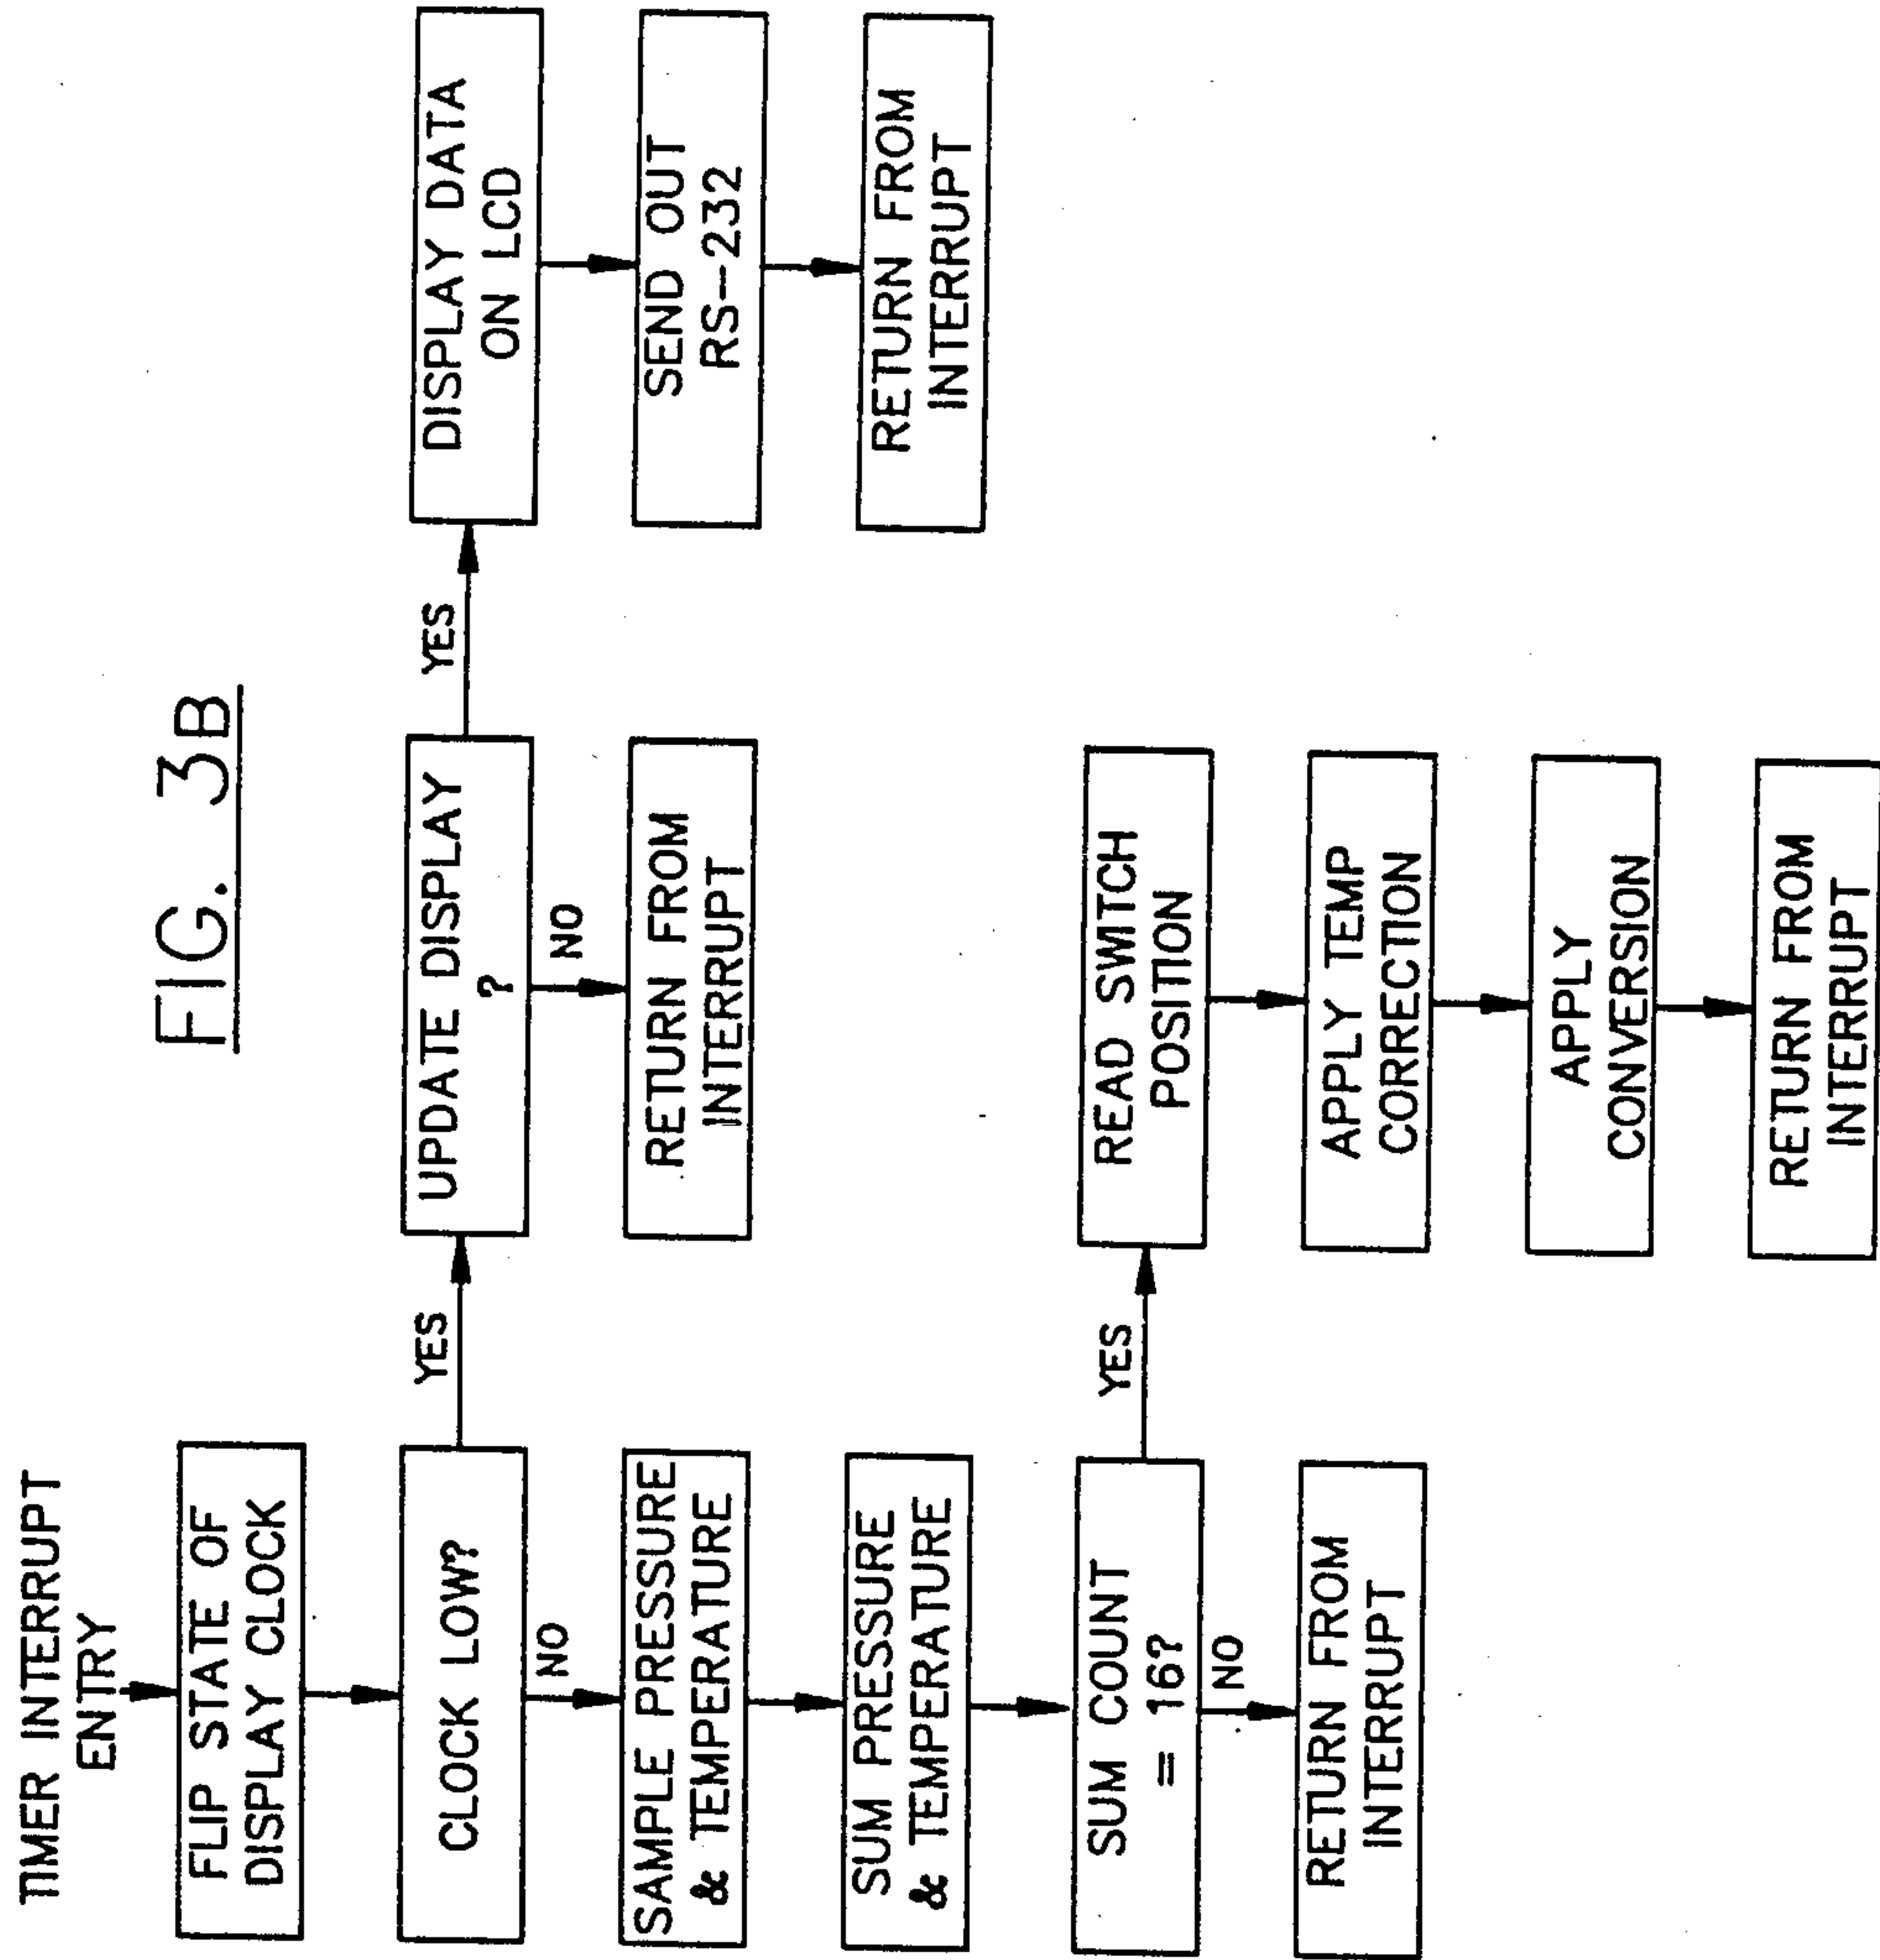 FIG. 3B
TIMER INTERRUPT
ENTRY
FLIP STATE OF
DISPLAY CLOCK
CLOCK LOW?
YES
NO
UPDATE DISPLAY
?
YES
NO
DISPLAY DATA
ON LCD
SEND OUT
RS-232
RETURN FROM
INTERRUPT
RETURN FROM
INTERRUPT
SAMPLE PRESSURE
& TEMPERATURE
SUM PRESSURE
& TEMPERATURE
SUM COUNT
= 16?
YES
NO
READ SWITCH
POSITION
APPLY TEMP
CORRECTION
APPLY
CONVERSION
RETURN FROM
INTERRUPT
RETURN FROM
INTERRUPT